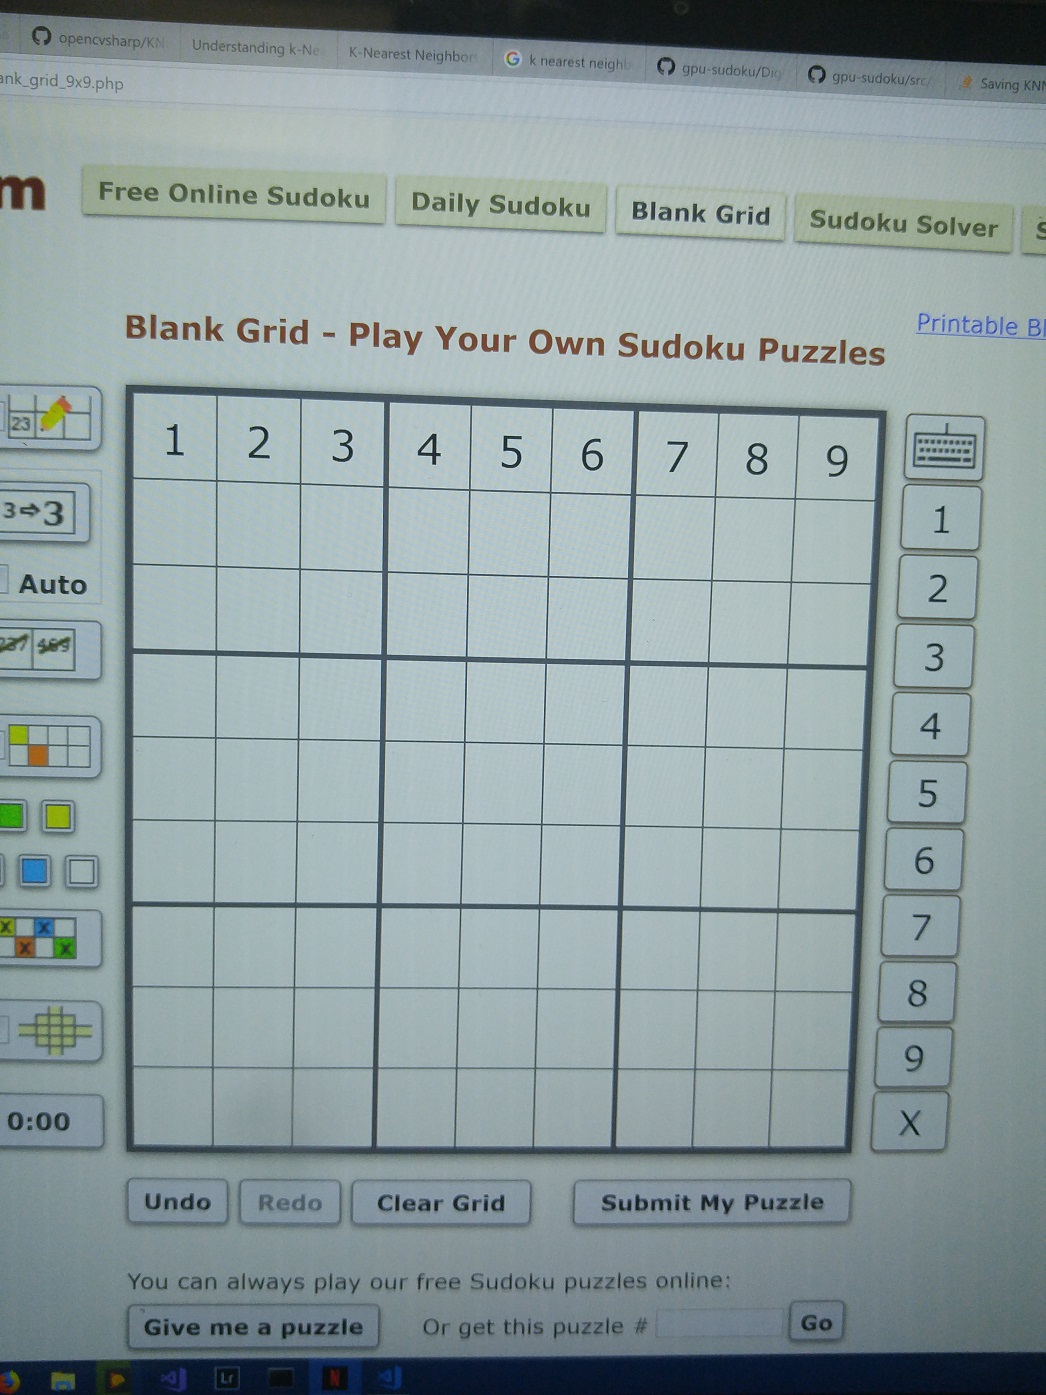 opencvsharp/KN
Understanding k-Ne
K-Nearest Neighbor
k nearest neighb
gpu-sudoku/Dig
gpu-sudoku/src/
Saving KNN
ank_grid_9x9.php
m
Free Online Sudoku
Daily Sudoku
Blank Grid
Sudoku Solver
S
Blank Grid - Play Your Own Sudoku Puzzles
Printable Bl
23
1 2 3 4 5 6 7 8 9
3⇨3
Auto
1
2
3
4
5
6
7
8
9
X
X X
X X
0:00
Undo
Redo
Clear Grid
Submit My Puzzle
You can always play our free Sudoku puzzles online:
Give me a puzzle
Or get this puzzle #
Go
Lr
N